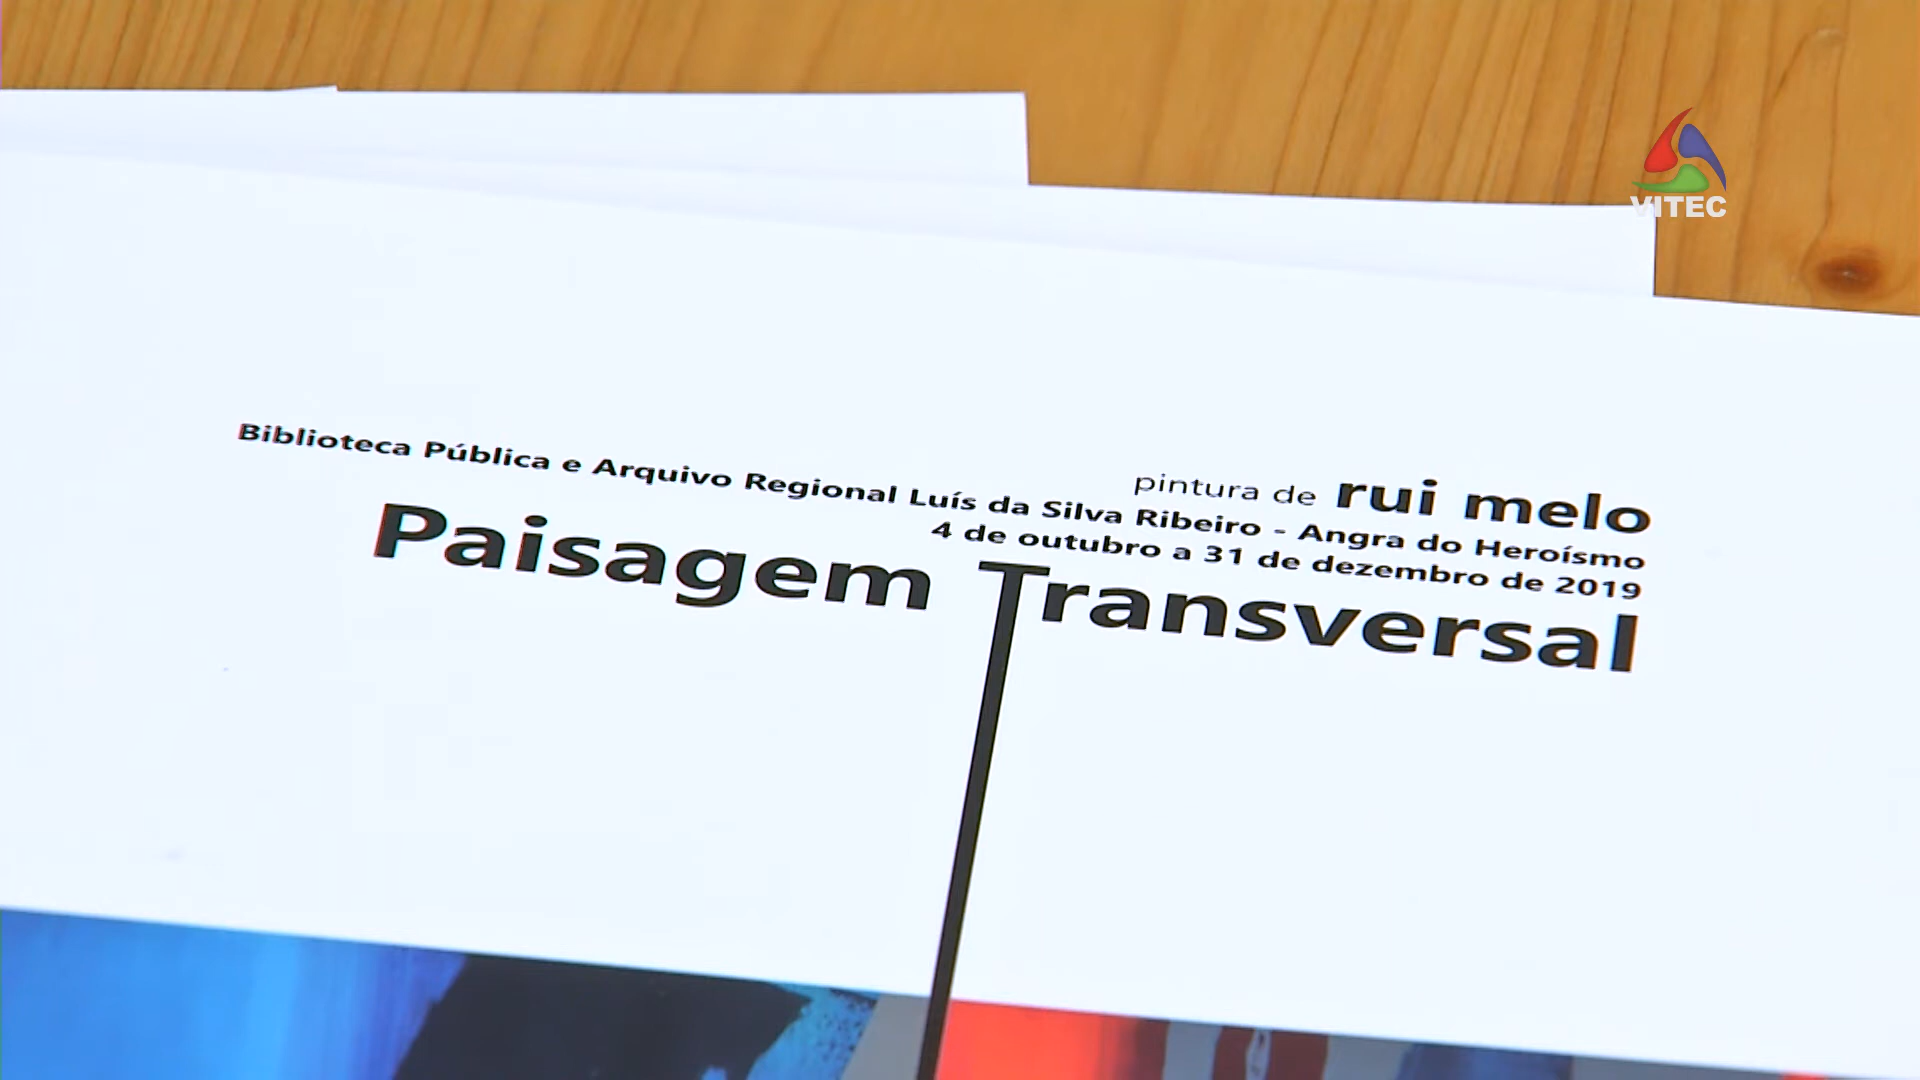 VITEC
pintura de rui melo
Biblioteca Pública e Arquivo Regional Luís da Silva Ribeiro - Angra do Heroísmo
4 de outubro a 31 de dezembro de 2019
Paisagem Transversal